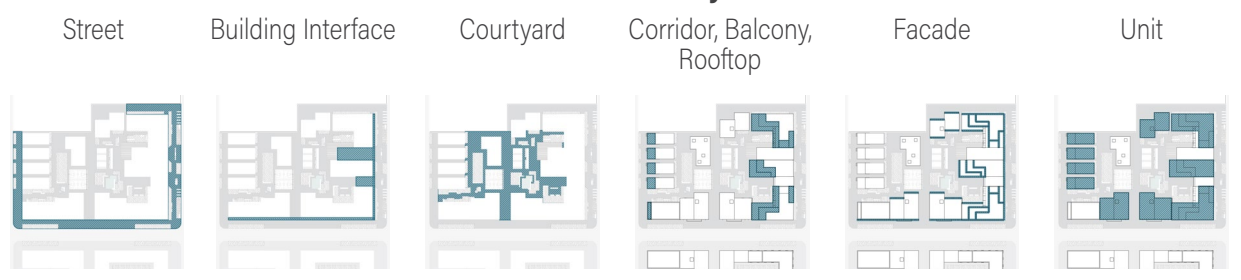 Street
Building Interface
Courtyard
Corridor, Balcony,
Rooftop
Facade
Unit